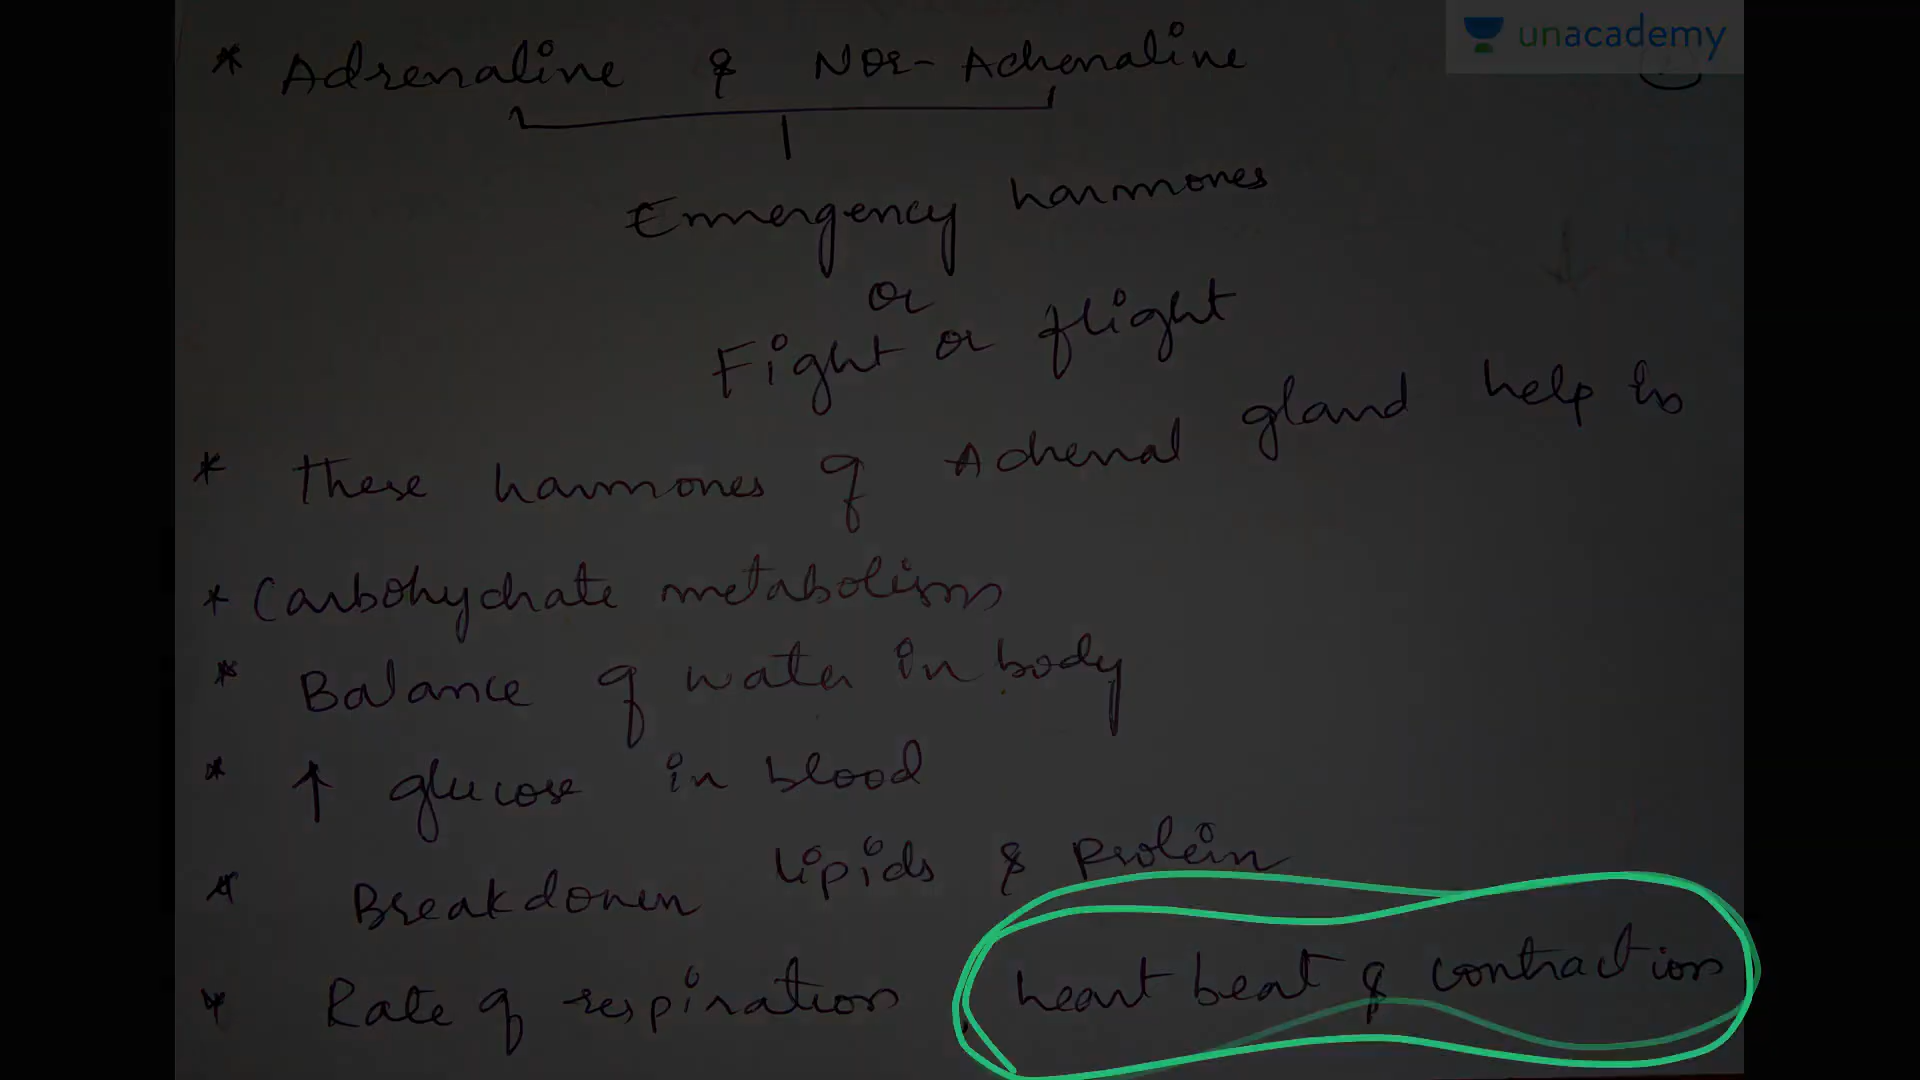 unacademy
* Adrenaline & Nor-Adrenaline
Emergency harmones
or
Fight or flight
* These harmones of Adrenal gland help to
* Carbohydrate metabolism
* Balance of water in body
* ↑ glucose in blood
* Breakdown lipids & Protein
* Rate of respiration, heart beat & contraction